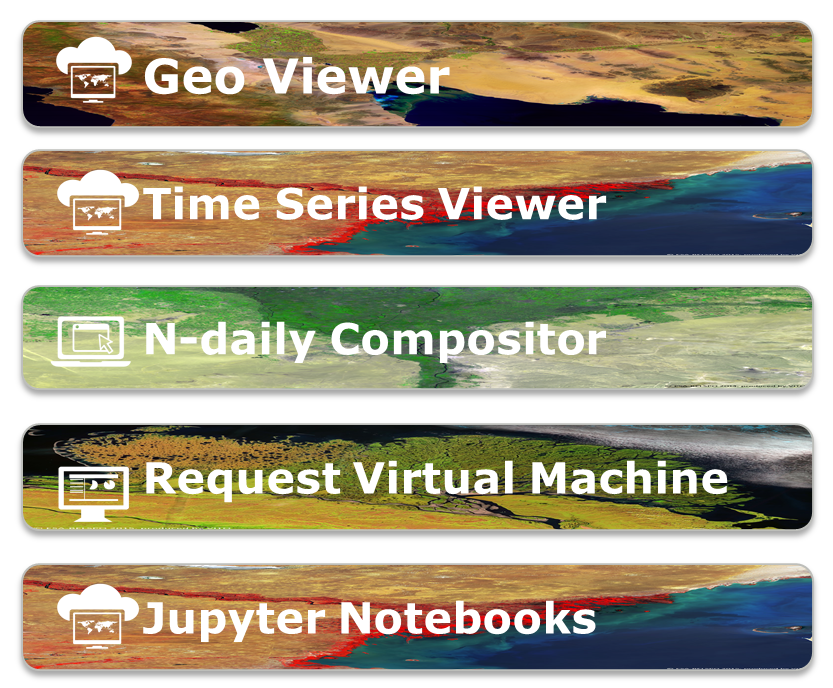 Geo Viewer
Time Series Viewer
N-daily Compositor
Request Virtual Machine
Jupyter Notebooks